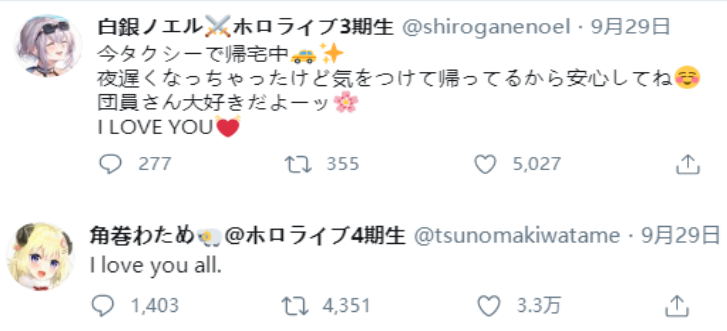 白銀ノエル⚔️ホロライブ3期生 @shiroganenoel · 9月29日
今タクシーで帰宅中🚕✨
夜遅くなっちゃったけど気をつけて帰ってるから安心してね☺️
団員さん大好きだよーッ🌸
I LOVE YOU💓
277 355 5,027
角巻わため🐏@ホロライブ4期生 @tsunomakiwatame · 9月29日
I love you all.
1,403 4,351 3.3万